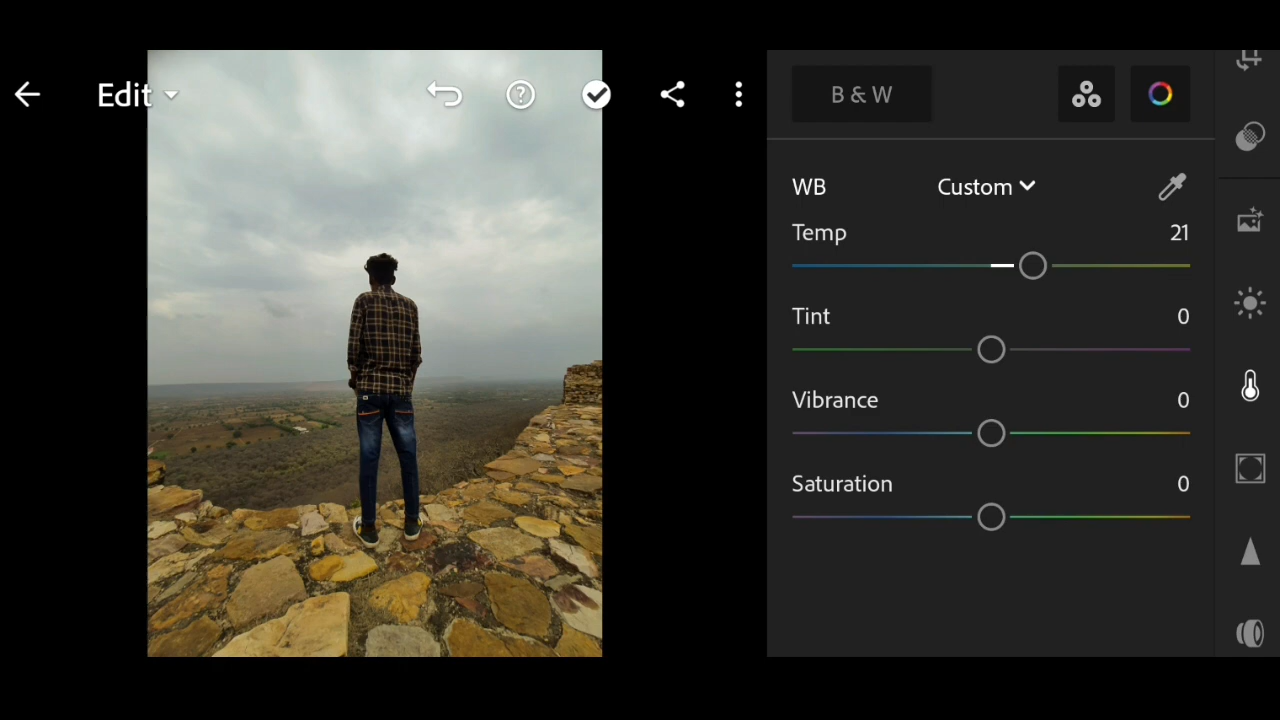 Edit
B & W
WB Custom
Temp 21
Tint 0
Vibrance 0
Saturation 0